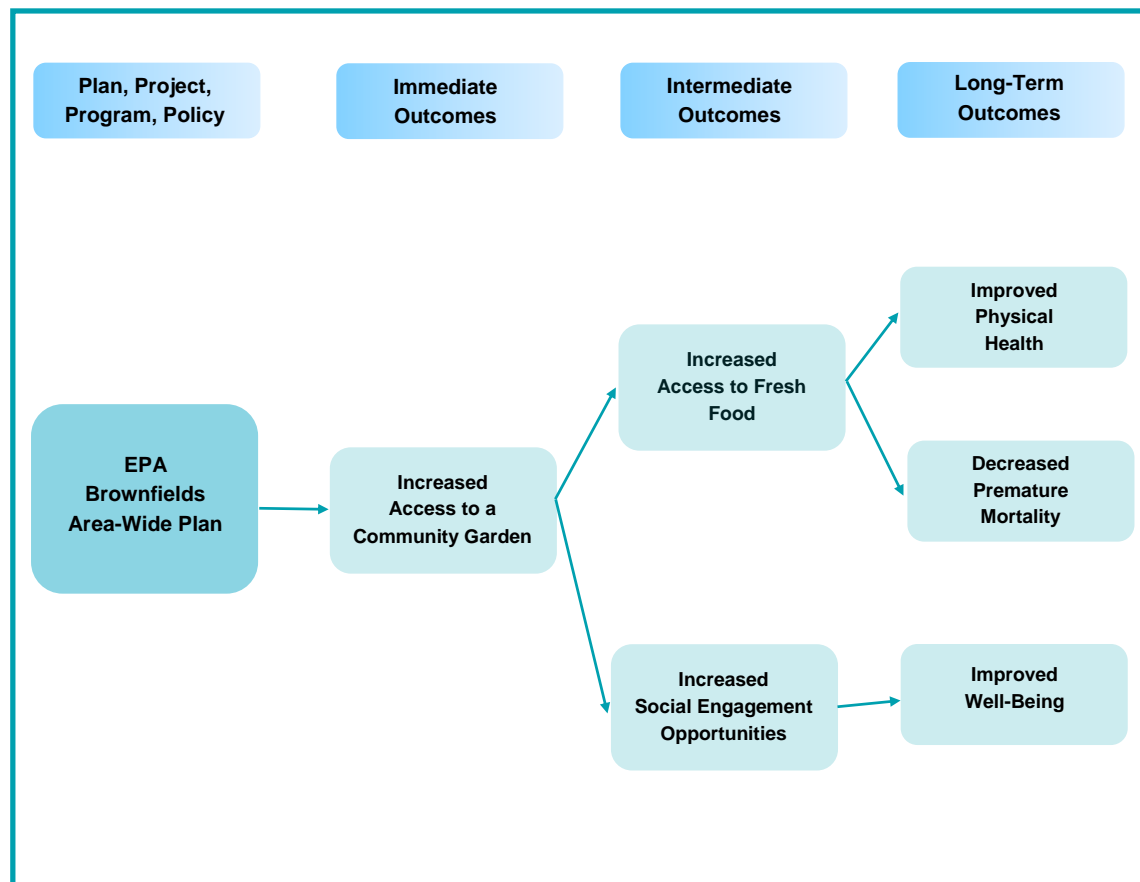 Plan, Project,
Program, Policy
Immediate
Outcomes
Intermediate
Outcomes
Long-Term
Outcomes
EPA
Brownfields
Area-Wide Plan
Increased
Access to a
Community Garden
Increased
Access to Fresh
Food
Increased
Social Engagement
Opportunities
Improved
Physical
Health
Decreased
Premature
Mortality
Improved
Well-Being